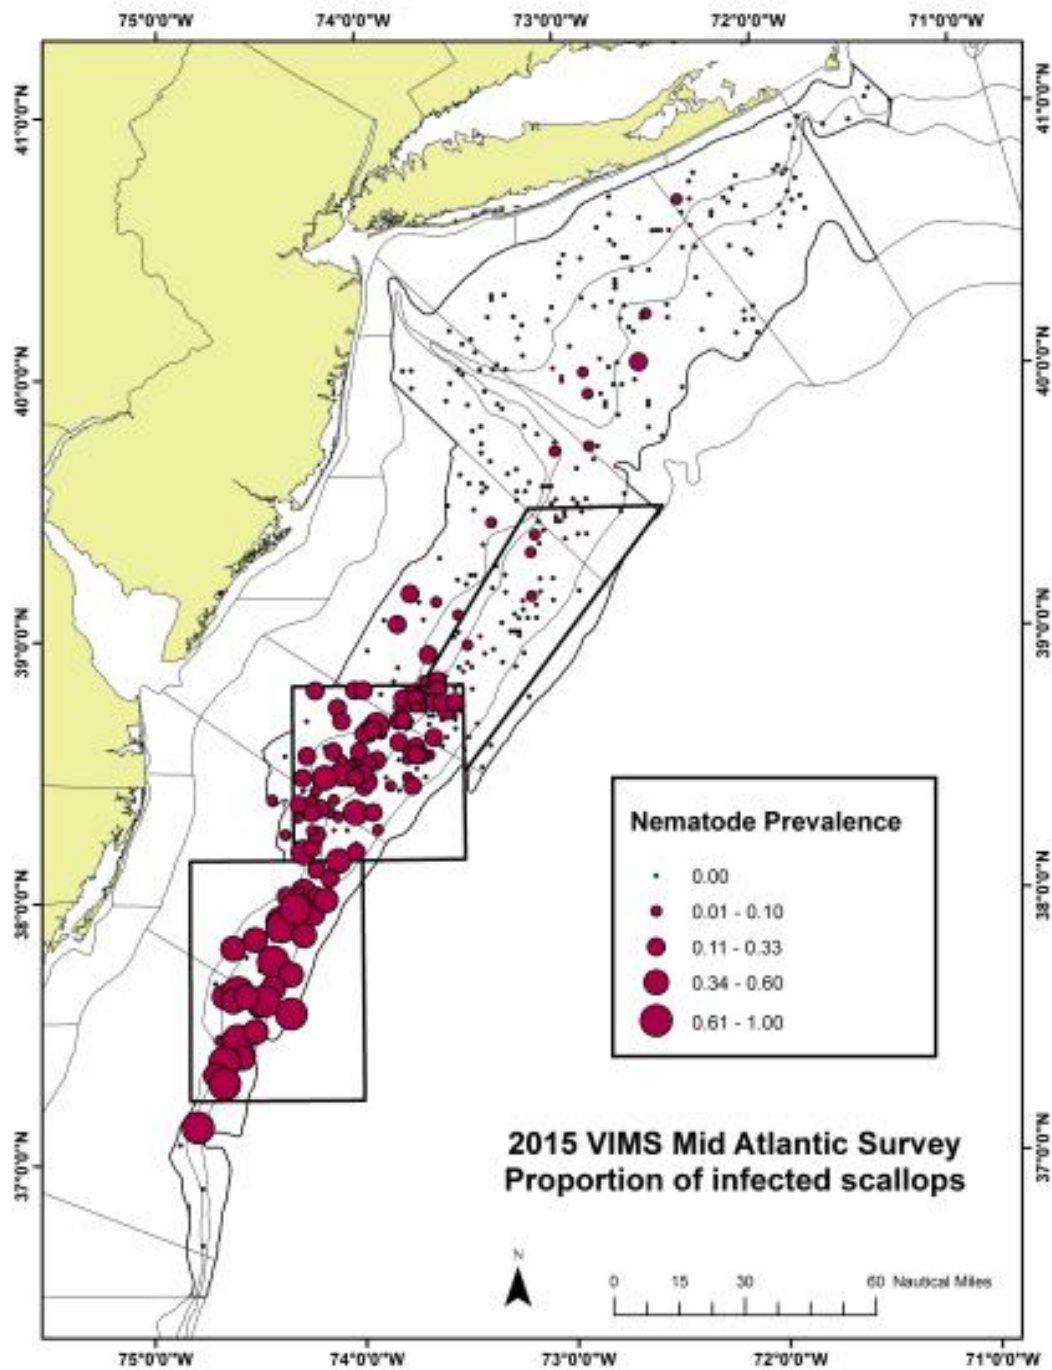 75°0'0"W 74°0'0"W 73°0'0"W 72°0'0"W 71°0'0"W
41°0'0"N
41°0'0"N
40°0'0"N
40°0'0"N
39°0'0"N
39°0'0"N
38°0'0"N
38°0'0"N
37°0'0"N
37°0'0"N
Nematode Prevalence
0.00
0.01 - 0.10
0.11 - 0.33
0.34 - 0.60
0.61 - 1.00
2015 VIMS Mid Atlantic Survey
Proportion of infected scallops
N
0 15 30 60 Nautical Miles
75°0'0"W 74°0'0"W 73°0'0"W 72°0'0"W 71°0'0"W